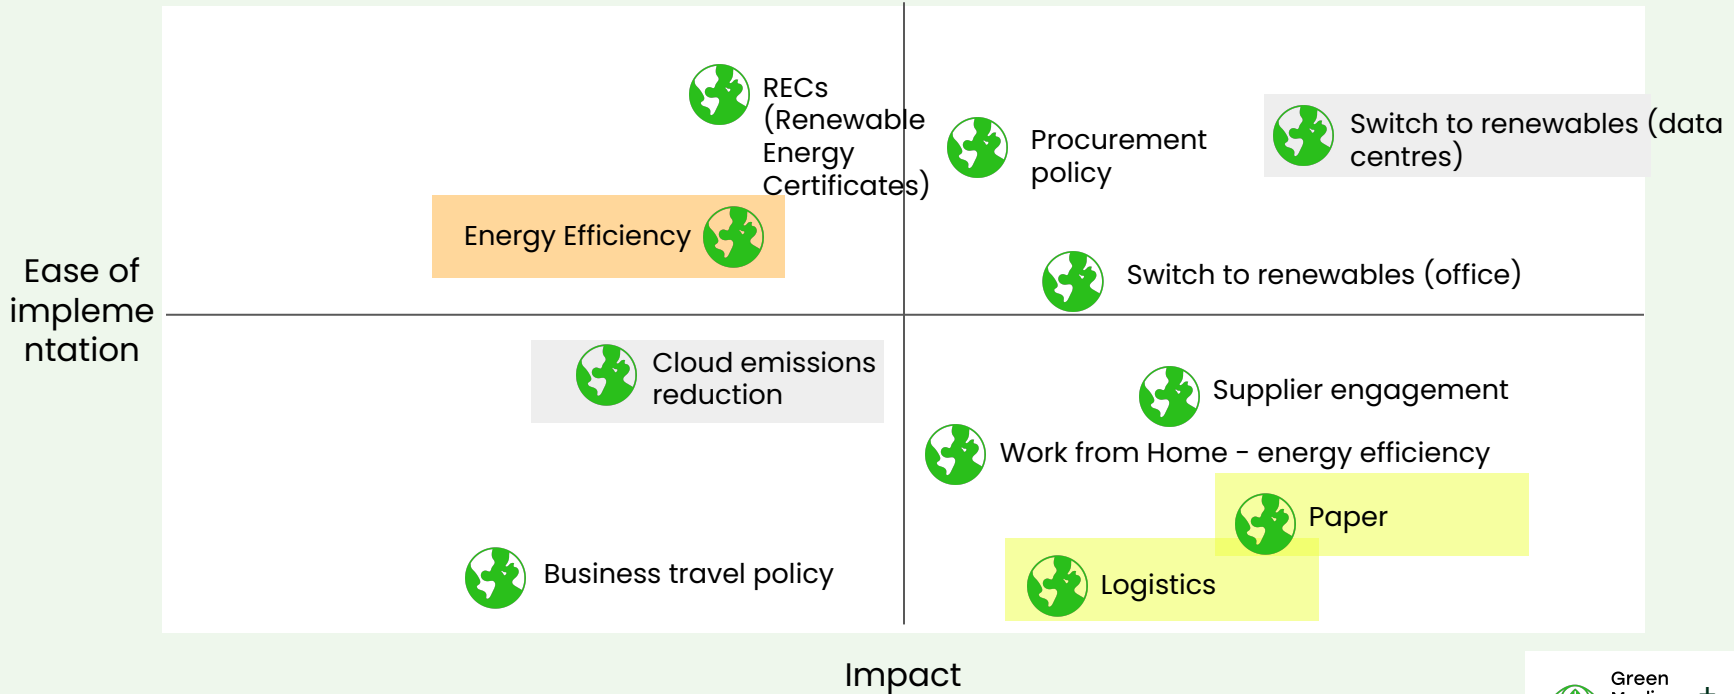 RECs
(Renewable
Energy
Certificates)
Procurement
policy
Switch to renewables (data
centres)
Energy Efficiency
Switch to renewables (office)
Ease of
impleme
ntation
Cloud emissions
reduction
Supplier engagement
Work from Home - energy efficiency
Paper
Business travel policy
Logistics
Impact
Green